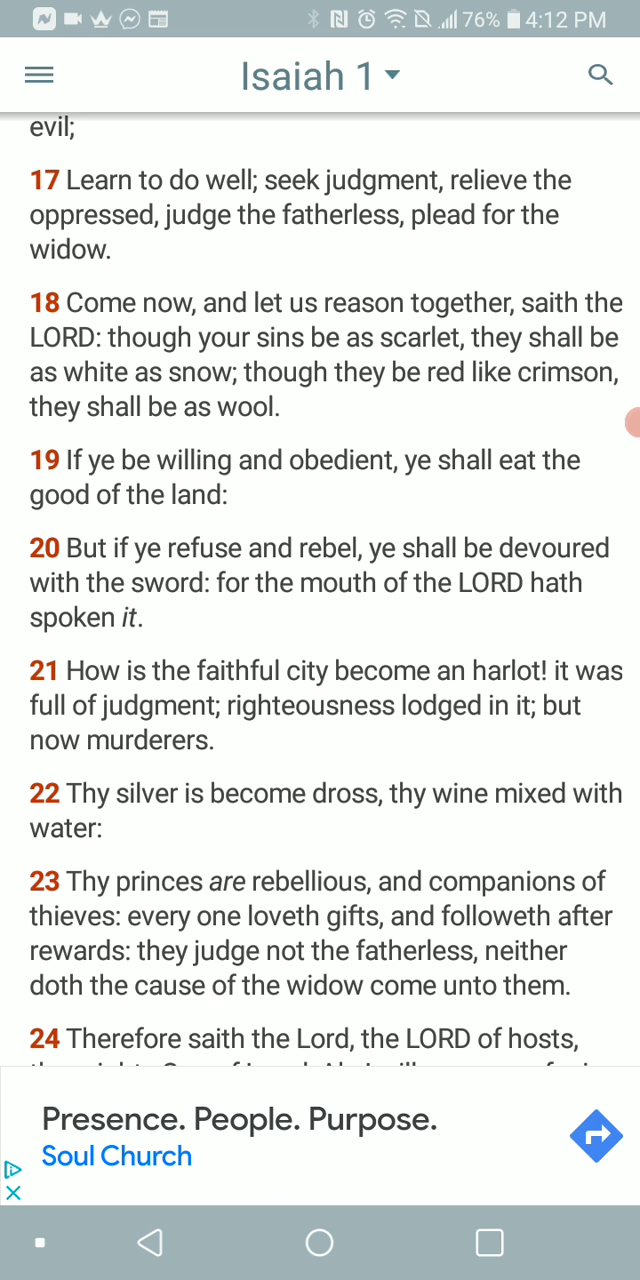 76% 4:12 PM
Isaiah 1
evil;
17 Learn to do well; seek judgment, relieve the
oppressed, judge the fatherless, plead for the
widow.
18 Come now, and let us reason together, saith the
LORD: though your sins be as scarlet, they shall be
as white as snow; though they be red like crimson,
they shall be as wool.
19 If ye be willing and obedient, ye shall eat the
good of the land:
20 But if ye refuse and rebel, ye shall be devoured
with the sword: for the mouth of the LORD hath
spoken it.
21 How is the faithful city become an harlot! it was
full of judgment; righteousness lodged in it; but
now murderers.
22 Thy silver is become dross, thy wine mixed with
water:
23 Thy princes are rebellious, and companions of
thieves: every one loveth gifts, and followeth after
rewards: they judge not the fatherless, neither
doth the cause of the widow come unto them.
24 Therefore saith the Lord, the LORD of hosts,
Presence. People. Purpose.
Soul Church